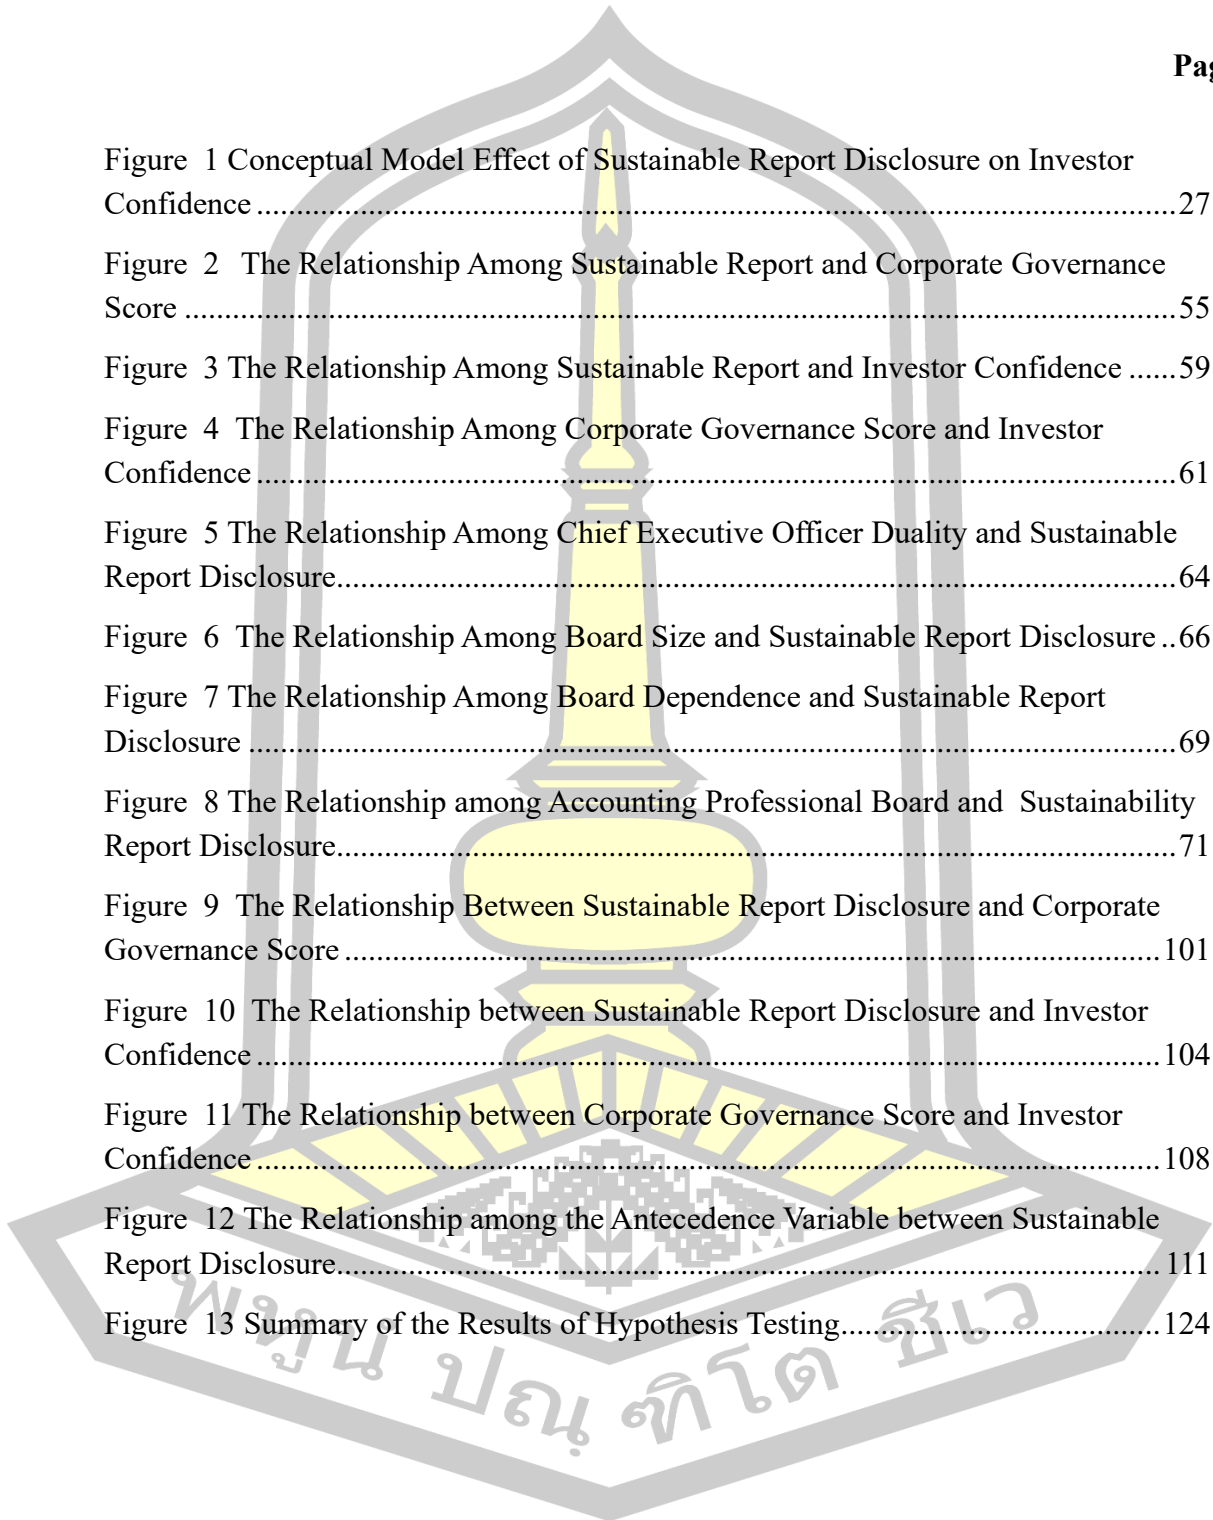 Pag
Figure  1 Conceptual Model Effect of Sustainable Report Disclosure on Investor
Confidence ......................................................................................................................27
Figure  2   The Relationship Among Sustainable Report and Corporate Governance
Score ...............................................................................................................................55
Figure  3 The Relationship Among Sustainable Report and Investor Confidence ......59
Figure  4  The Relationship Among Corporate Governance Score and Investor
Confidence ......................................................................................................................61
Figure  5 The Relationship Among Chief Executive Officer Duality and Sustainable
Report Disclosure............................................................................................................64
Figure  6  The Relationship Among Board Size and Sustainable Report Disclosure ..66
Figure  7 The Relationship Among Board Dependence and Sustainable Report
Disclosure .......................................................................................................................69
Figure  8 The Relationship among Accounting Professional Board and  Sustainability
Report Disclosure............................................................................................................71
Figure  9  The Relationship Between Sustainable Report Disclosure and Corporate
Governance Score .........................................................................................................101
Figure  10  The Relationship between Sustainable Report Disclosure and Investor
Confidence ....................................................................................................................104
Figure  11 The Relationship between Corporate Governance Score and Investor
Confidence ....................................................................................................................108
Figure  12 The Relationship among the Antecedence Variable between Sustainable
Report Disclosure..........................................................................................................111
Figure  13 Summary of the Results of Hypothesis Testing.........................................124
พหูน ปณฺฑิโต ชีเว